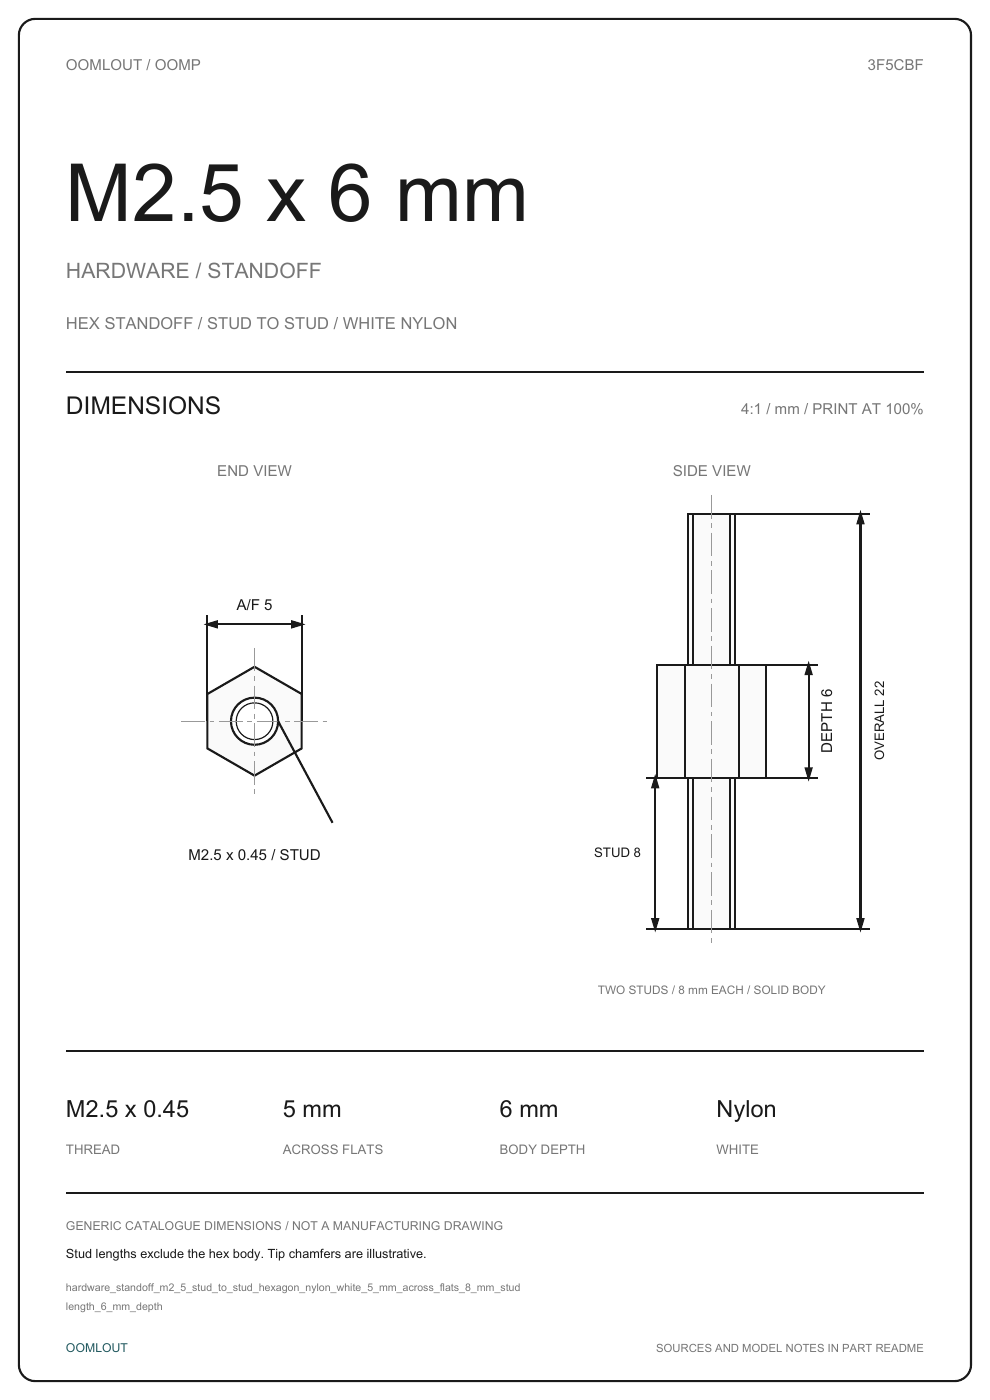 OOMLOUT / OOMP
3F5CBF
M2.5 x 6 mm
HARDWARE / STANDOFF
HEX STANDOFF / STUD TO STUD / WHITE NYLON
DIMENSIONS
4:1 / mm / PRINT AT 100%
END VIEW
SIDE VIEW
A/F 5
M2.5 x 0.45 / STUD
DEPTH 6
OVERALL 22
STUD 8
TWO STUDS / 8 mm EACH / SOLID BODY
M2.5 x 0.45
THREAD
5 mm
ACROSS FLATS
6 mm
BODY DEPTH
Nylon
WHITE
GENERIC CATALOGUE DIMENSIONS / NOT A MANUFACTURING DRAWING
Stud lengths exclude the hex body. Tip chamfers are illustrative.
hardware_standoff_m2_5_stud_to_stud_hexagon_nylon_white_5_mm_across_flats_8_mm_stud
length_6_mm_depth
OOMLOUT
SOURCES AND MODEL NOTES IN PART README